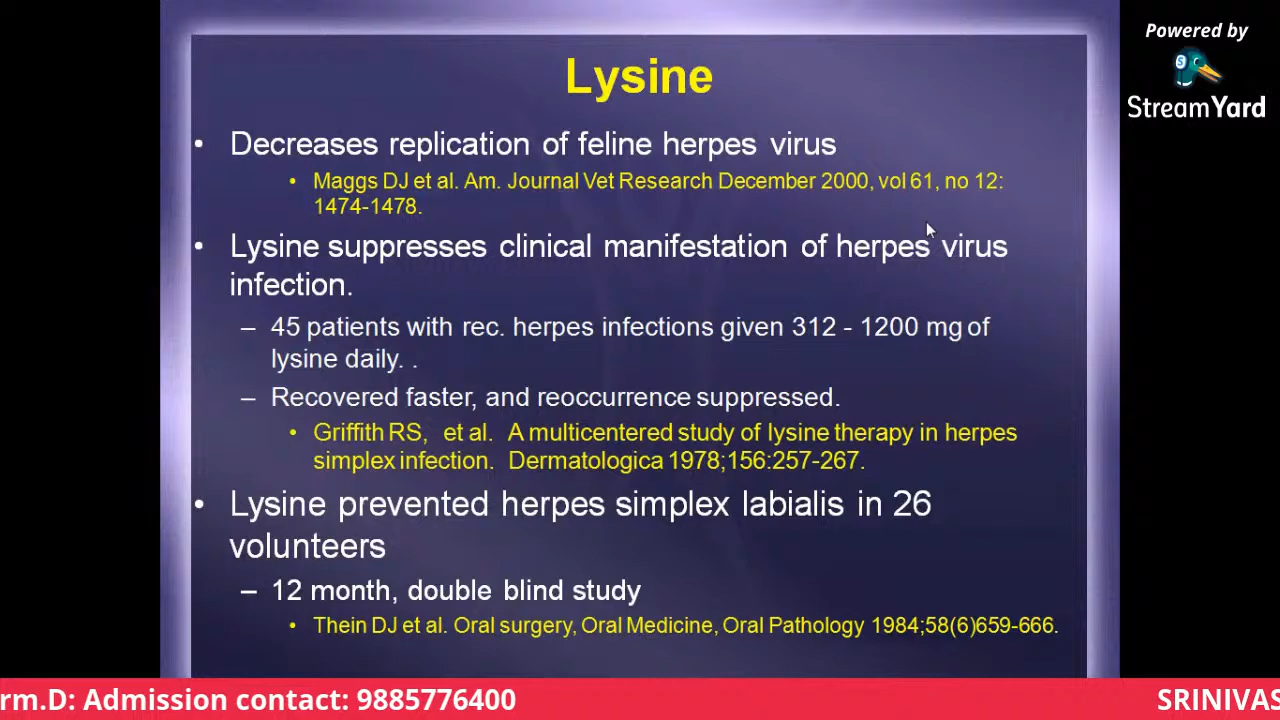 Powered by
StreamYard
Lysine
• Decreases replication of feline herpes virus
• Maggs DJ et al. Am. Journal Vet Research December 2000, vol 61, no 12:
1474-1478.
• Lysine suppresses clinical manifestation of herpes virus
infection.
– 45 patients with rec. herpes infections given 312 - 1200 mg of
lysine daily. .
– Recovered faster, and reoccurrence suppressed.
• Griffith RS, et al. A multicentered study of lysine therapy in herpes
simplex infection. Dermatologica 1978;156:257-267.
• Lysine prevented herpes simplex labialis in 26
volunteers
– 12 month, double blind study
• Thein DJ et al. Oral surgery, Oral Medicine, Oral Pathology 1984;58(6)659-666.
rm.D: Admission contact: 9885776400
SRINIVAS